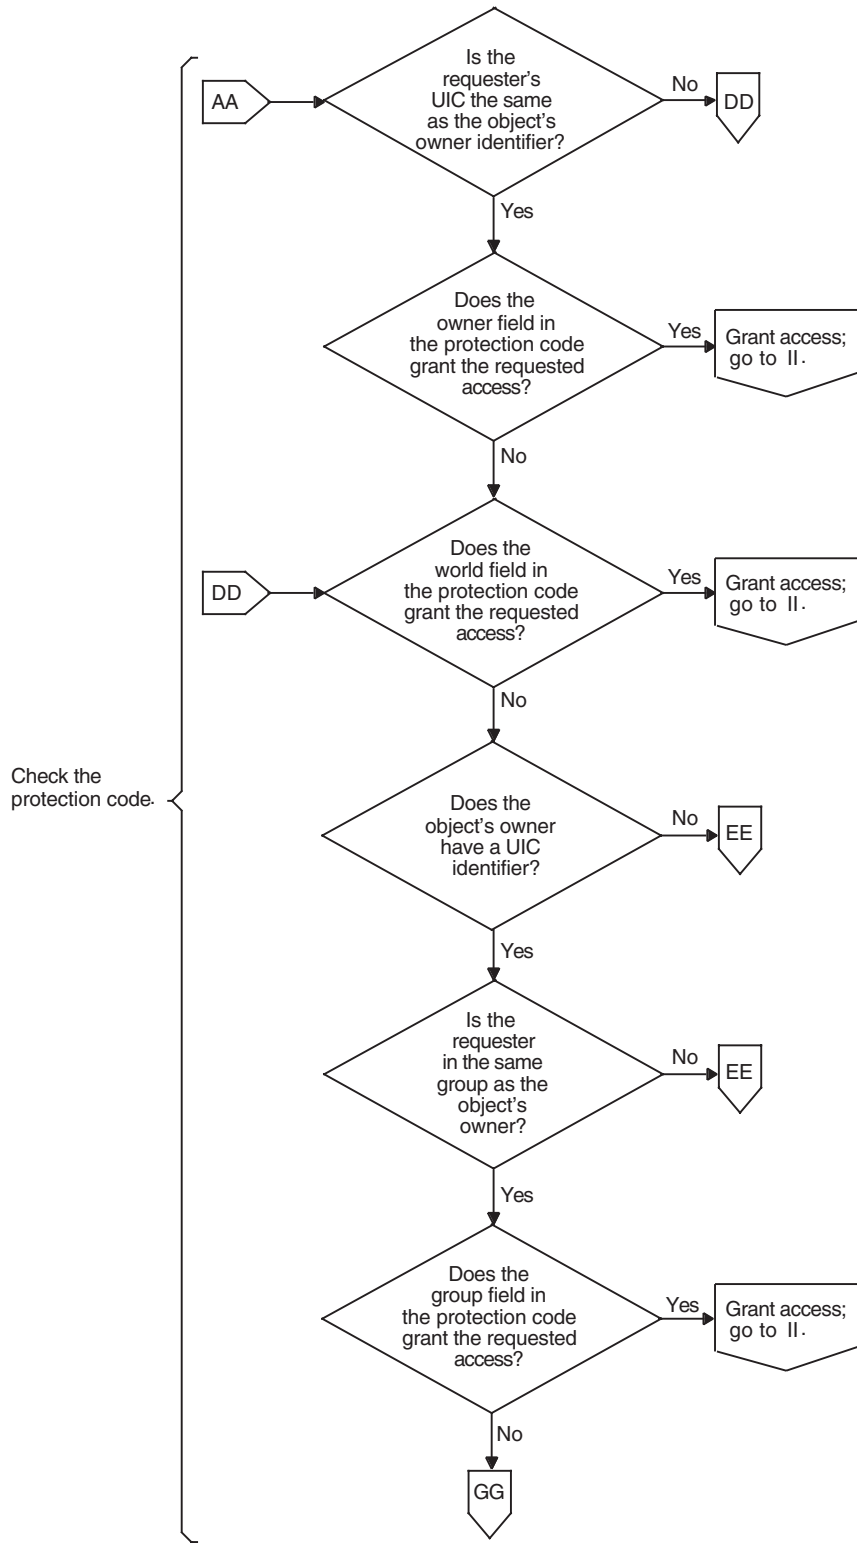 Is the
requester's
UIC the same
as the object's
owner identifier?
AA
No
DD
Yes
Does the
owner field in
the protection code
grant the requested
access?
Yes
Grant access;
go to II.
No
DD
Does the
world field in
the protection code
grant the requested
access?
Yes
Grant access;
go to II.
No
Check the
protection code.
Does the
object's owner
have a UIC
identifier?
No
EE
Yes
Is the
requester
in the same
group as the
object's
owner?
No
EE
Yes
Does the
group field in
the protection code
grant the requested
access?
Yes
Grant access;
go to II.
No
GG